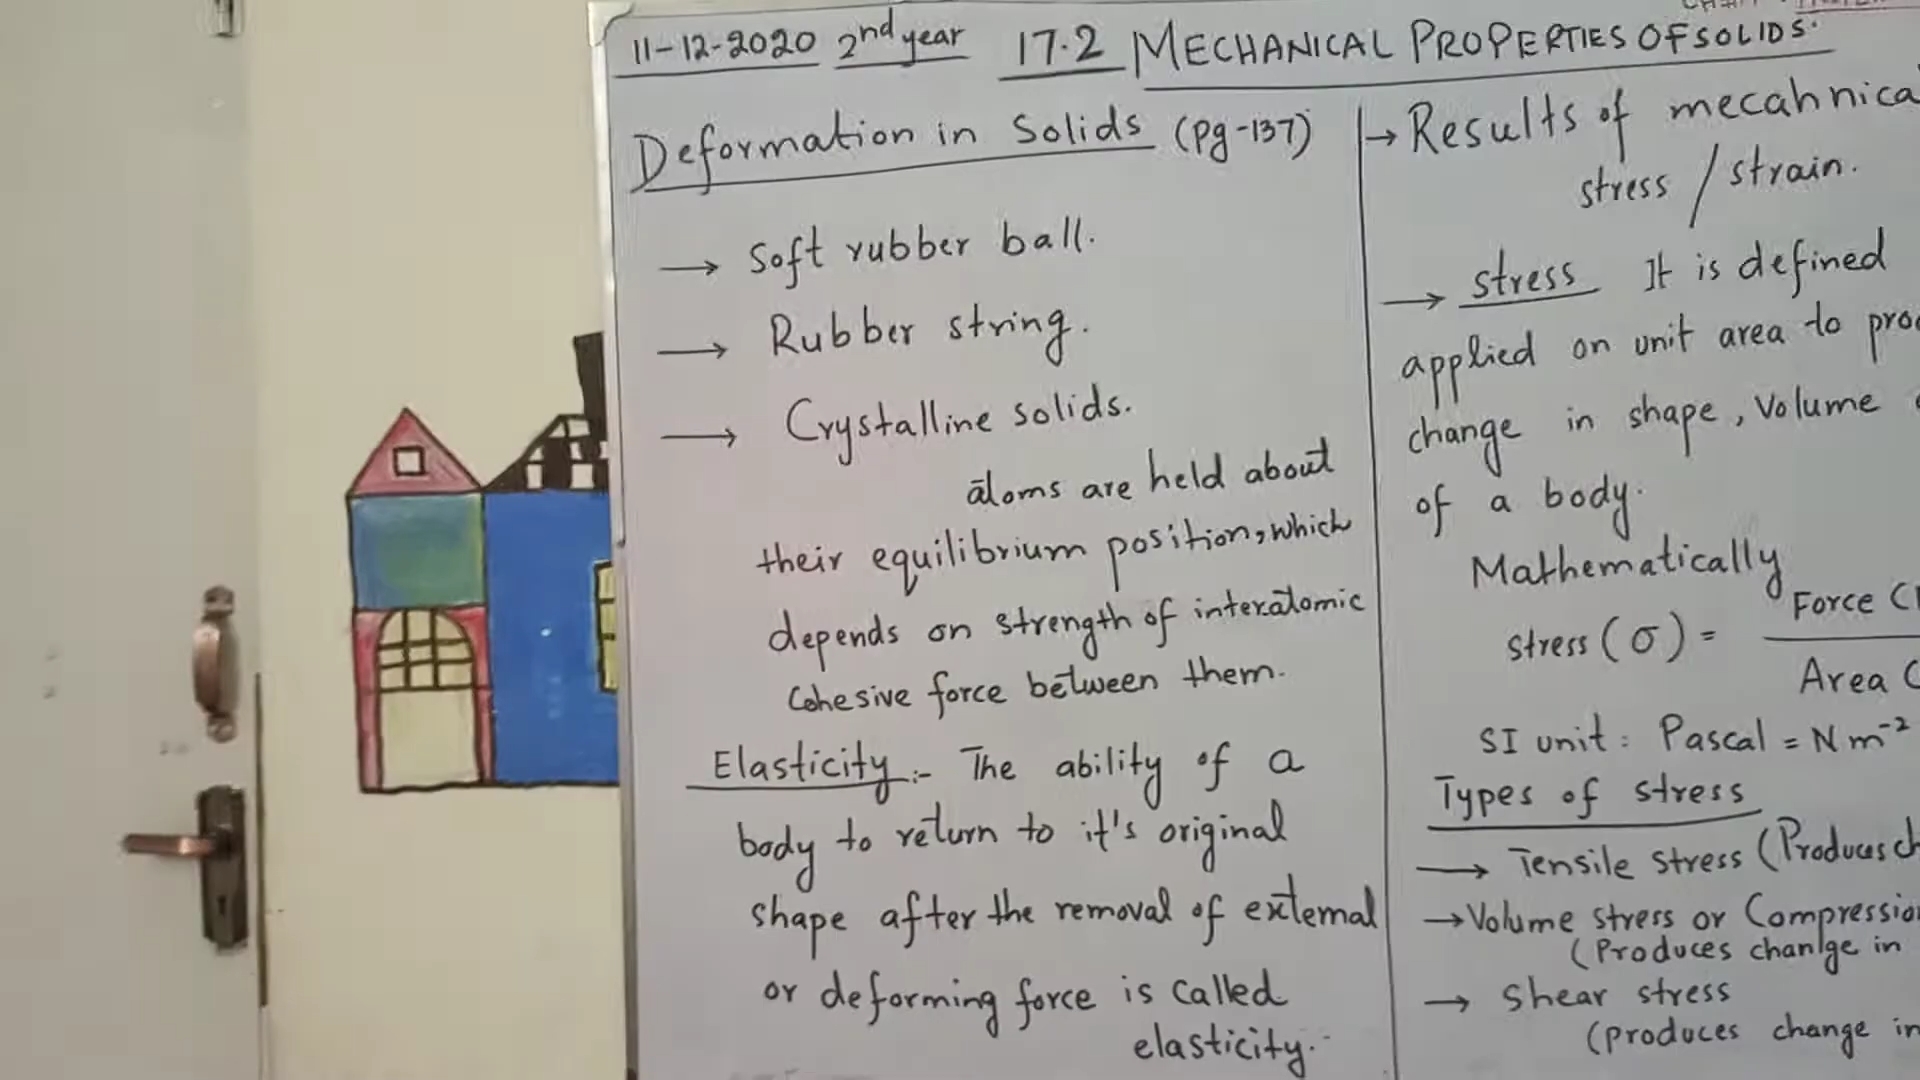 11-12-2020 2nd year 17.2 MECHANICAL PROPERTIES OF SOLIDS.
Deformation in Solids (Pg-137)
→ Soft rubber ball.
→ Rubber string.
→ Crystalline solids.
atoms are held about
their equilibrium position, which
depends on strength of interatomic
Cohesive force between them.
Elasticity:- The ability of a
body to return to it's original
shape after the removal of external
or deforming force is called
elasticity.
→ Results of mecahnica
stress / strain.
→ stress It is defined
applied on unit area to pro
change in shape, Volume
of a body.
Mathematically
stress (σ) = Force (
Area (
SI unit: Pascal = Nm⁻²
Types of stress
→ Tensile stress (Produces ch
→ Volume stress or Compressio
(Produces change in
→ Shear stress
(produces change in